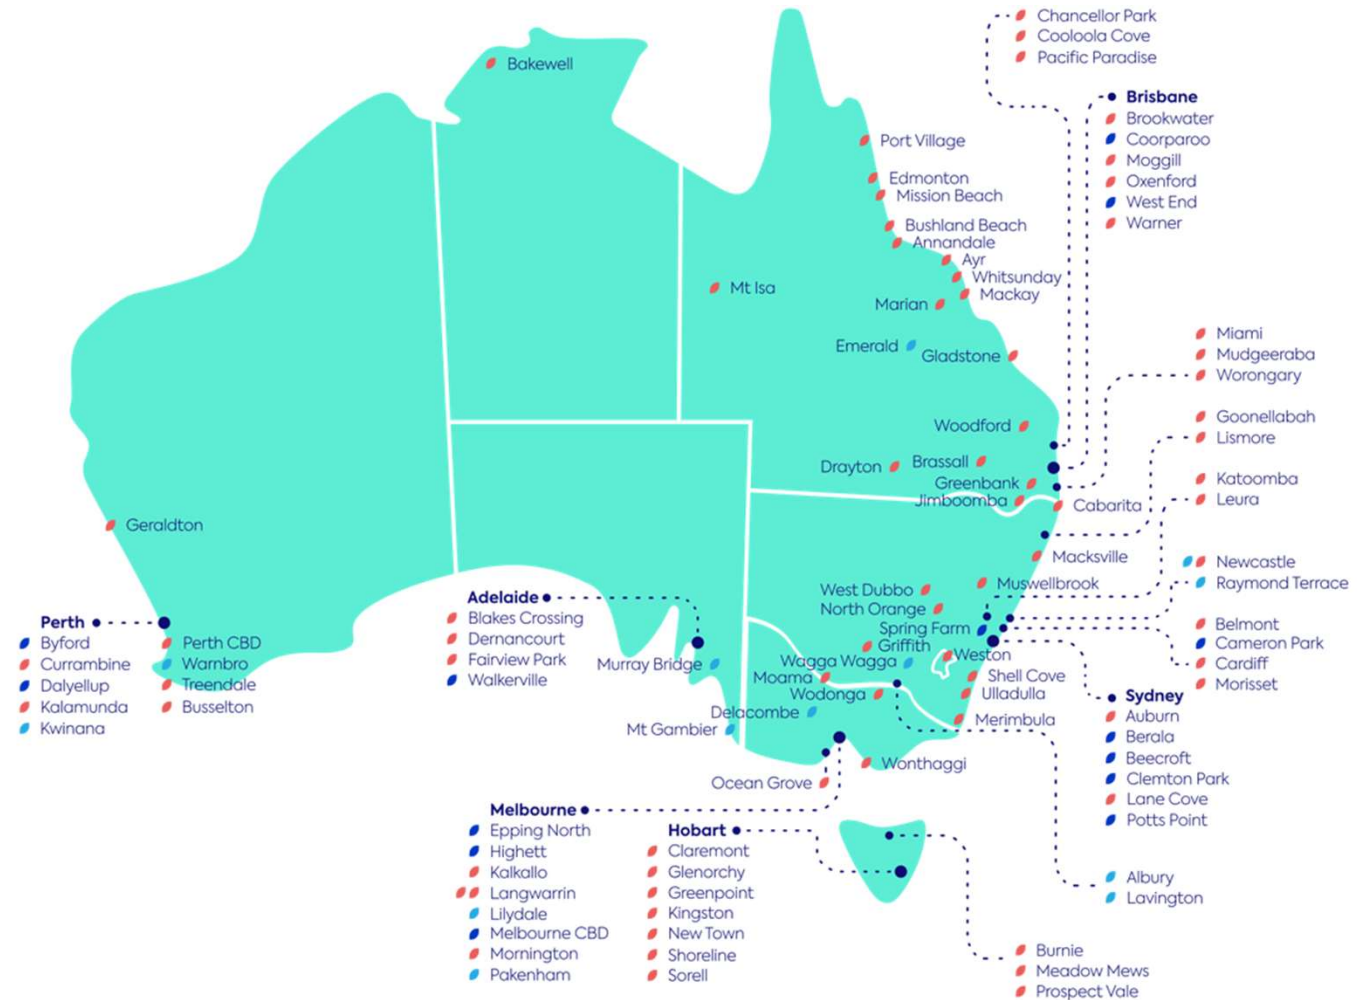 Chancellor Park
Cooloola Cove
Pacific Paradise
Bakewell
Brisbane
Brookwater
Coorparoo
Moggill
Oxenford
West End
Warner
Port Village
Edmonton
Mission Beach
Bushland Beach
Annandale
Ayr
Whitsunday
Mackay
Marian
Mt Isa
Emerald
Gladstone
Miami
Mudgeeraba
Worongary
Goonellabah
Lismore
Katoomba
Leura
Woodford
Drayton
Brassall
Greenbank
Jimboomba
Cabarita
Geraldton
Macksville
Newcastle
Raymond Terrace
West Dubbo
Muswellbrook
North Orange
Spring Farm
Griffith
Weston
Belmont
Cameron Park
Cardiff
Morisset
Perth
Byford
Currambine
Dalyellup
Kalamunda
Kwinana
Perth CBD
Warnbro
Treendale
Busselton
Adelaide
Blakes Crossing
Dernancourt
Fairview Park
Walkerville
Murray Bridge
Wagga Wagga
Moama
Wodonga
Shell Cove
Ulladulla
Delacombe
Merimbula
Mt Gambier
Wonthaggi
Ocean Grove
Sydney
Auburn
Berala
Beecroft
Clemton Park
Lane Cove
Potts Point
Melbourne
Epping North
Highett
Kalkallo
Langwarrin
Lilydale
Melbourne CBD
Mornington
Pakenham
Hobart
Claremont
Glenorchy
Greenpoint
Kingston
New Town
Shoreline
Sorell
Albury
Lavington
Burnie
Meadow Mews
Prospect Vale